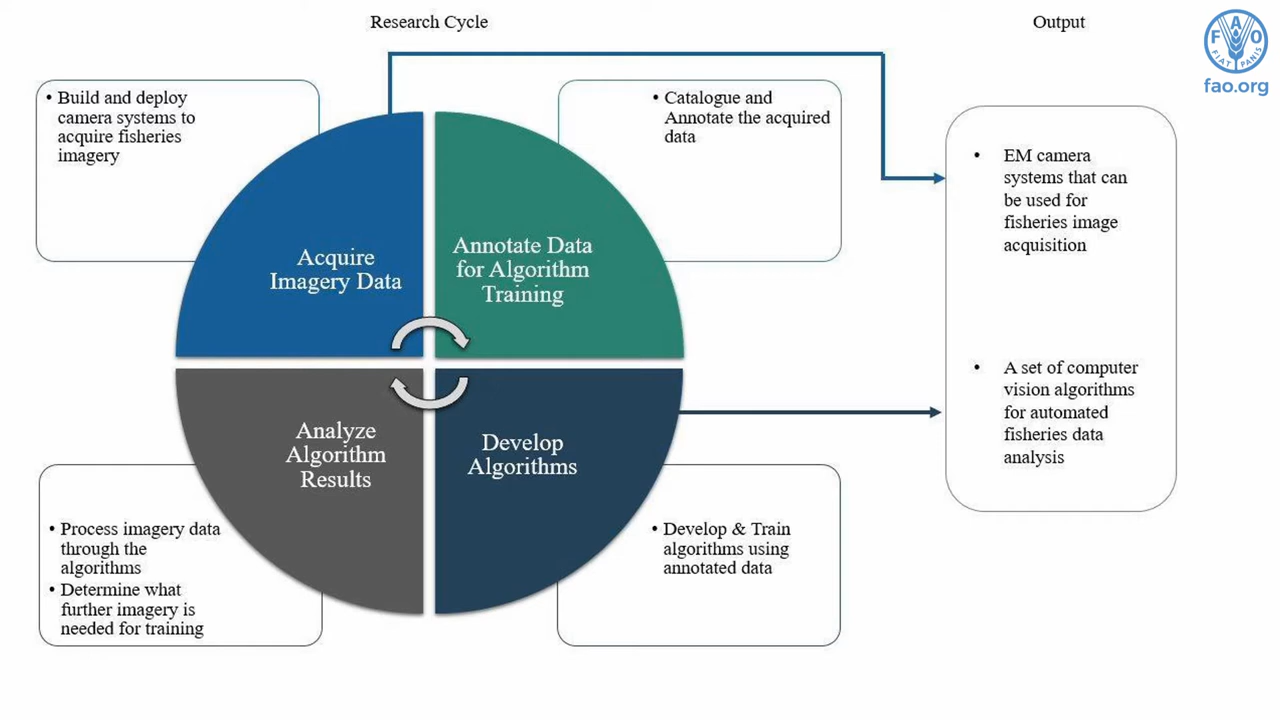 Research Cycle
Output
F A O
FIAT PANIS
fao.org
• Build and deploy
camera systems to
acquire fisheries
imagery
• Catalogue and
Annotate the acquired
data
Acquire
Imagery Data
Annotate Data
for Algorithm
Training
Analyze
Algorithm
Results
Develop
Algorithms
• Process imagery data
through the
algorithms
• Determine what
further imagery is
needed for training
• Develop & Train
algorithms using
annotated data
• EM camera
systems that can
be used for
fisheries image
acquisition
• A set of computer
vision algorithms
for automated
fisheries data
analysis